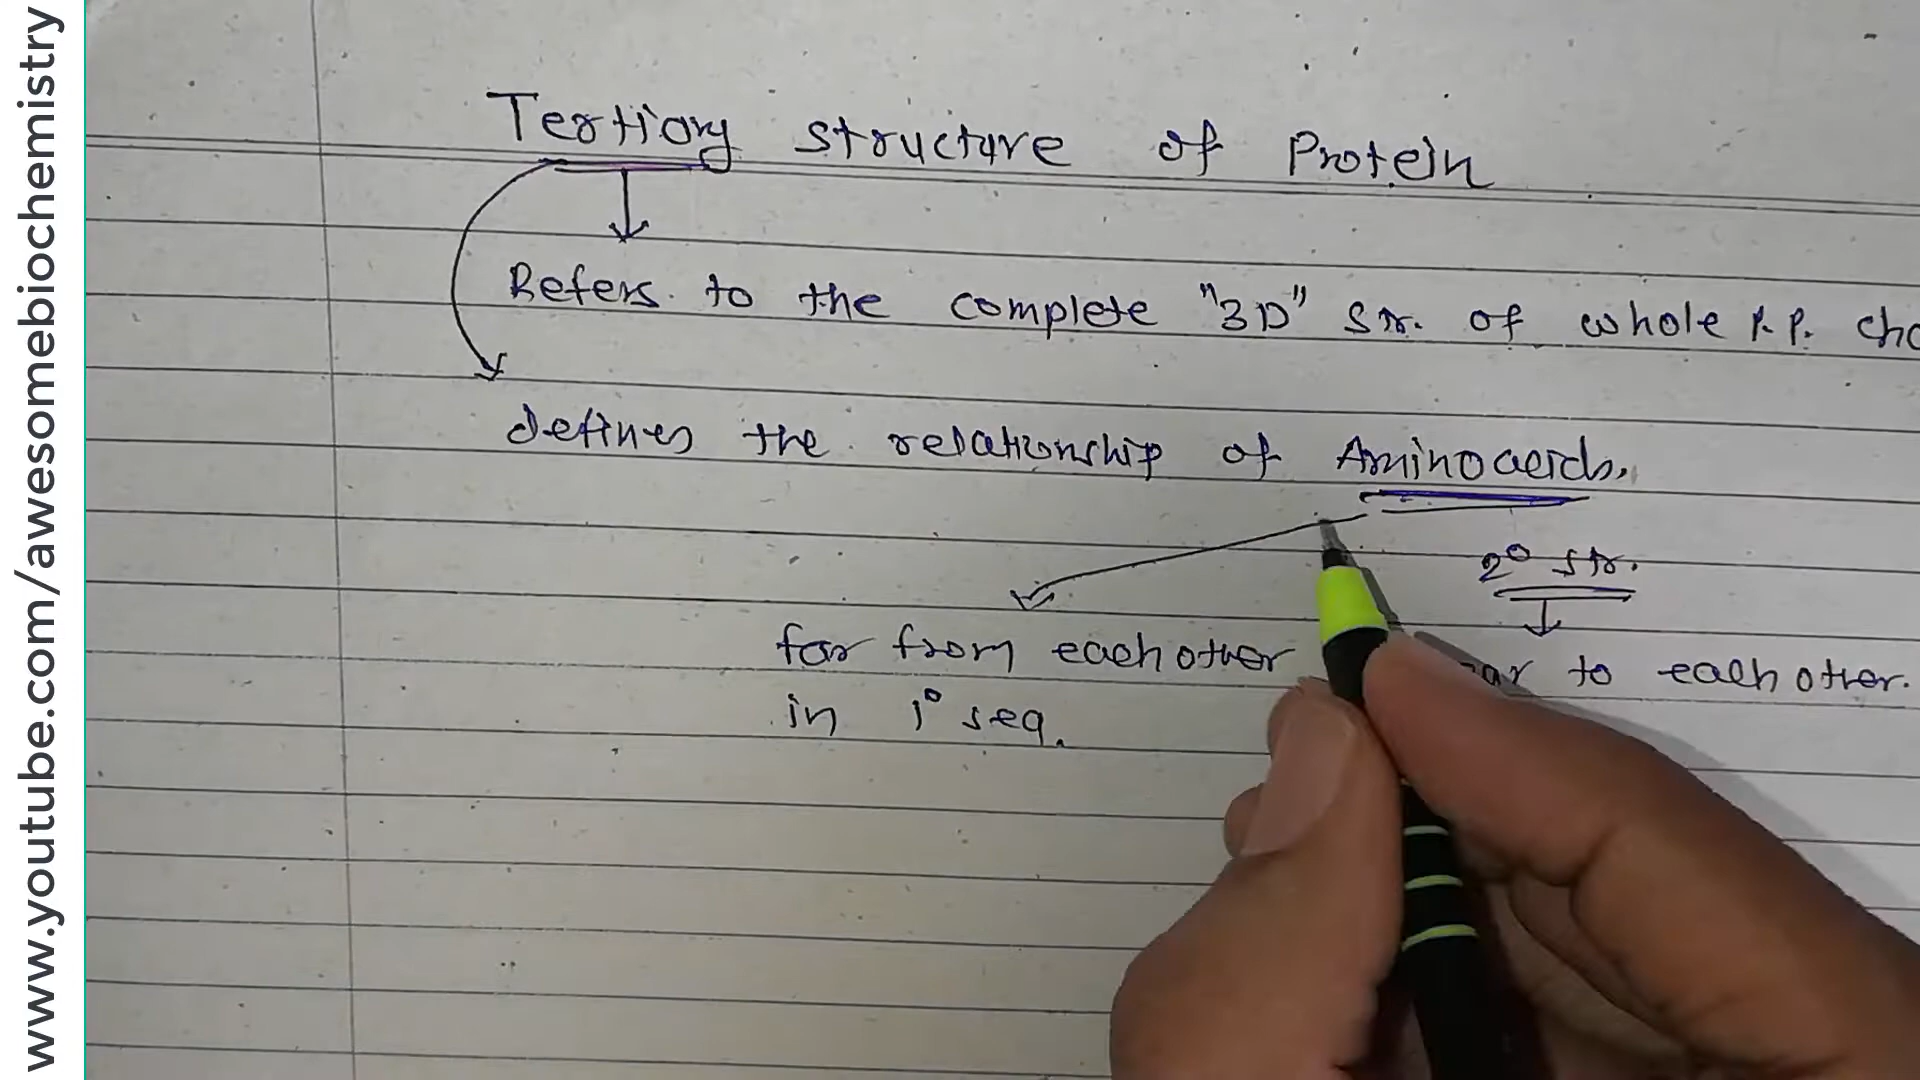 www.youtube.com/awesomebiochemistry
Tertiary structure of Protein
Refers to the complete "3D" Str. of whole P.P.
defines the relationship of Aminoacids.
2° str.
far from each other to each other.
in 1° seq.